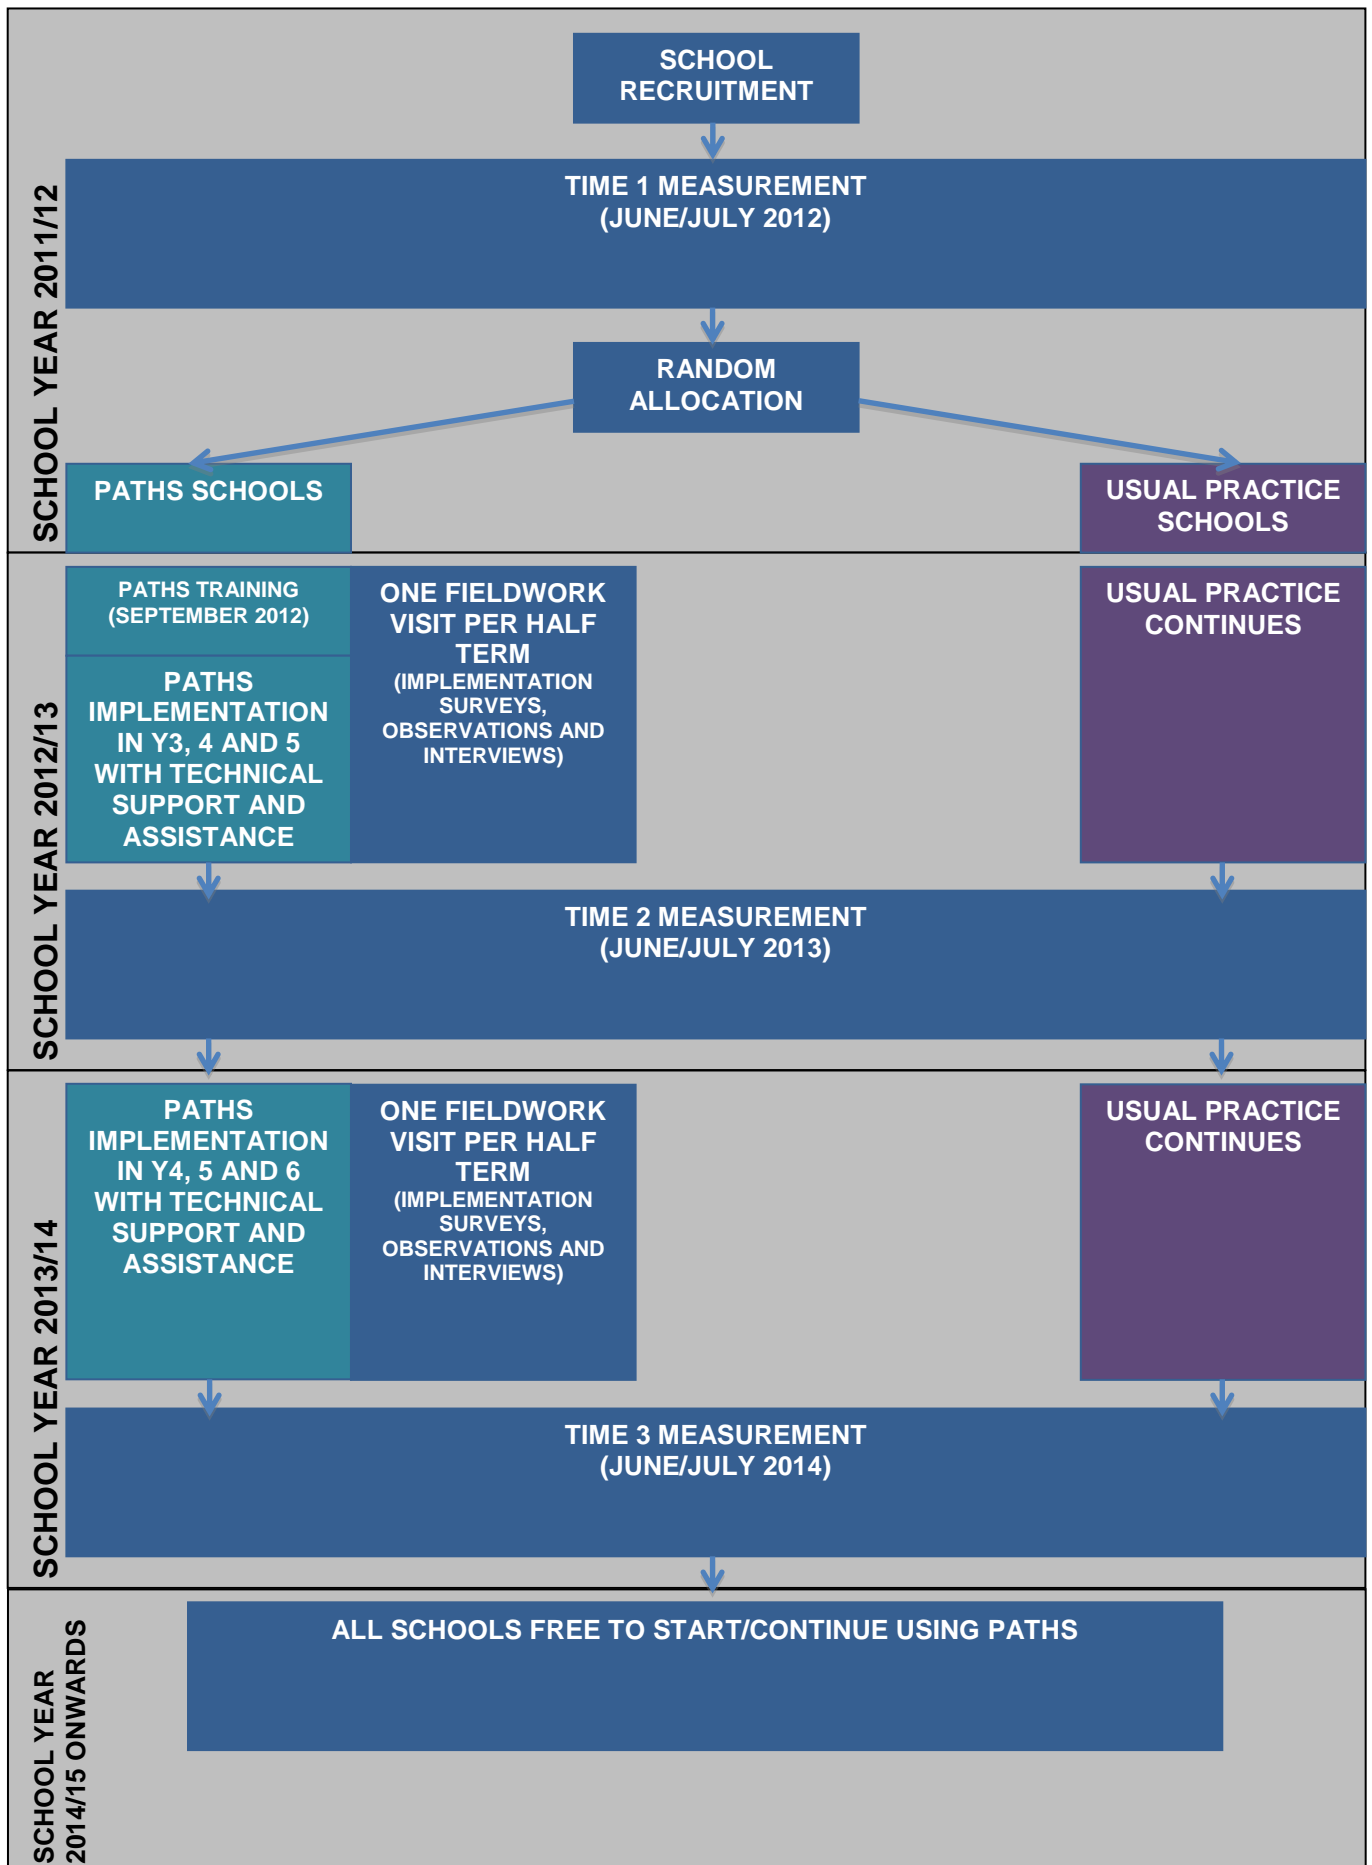 SCHOOL YEAR 2011/12
SCHOOL
RECRUITMENT
TIME 1 MEASUREMENT
(JUNE/JULY 2012)
RANDOM
ALLOCATION
PATHS SCHOOLS
USUAL PRACTICE
SCHOOLS
SCHOOL YEAR 2012/13
PATHS TRAINING
(SEPTEMBER 2012)
PATHS
IMPLEMENTATION
IN Y3, 4 AND 5
WITH TECHNICAL
SUPPORT AND
ASSISTANCE
ONE FIELDWORK
VISIT PER HALF
TERM
(IMPLEMENTATION
SURVEYS,
OBSERVATIONS AND
INTERVIEWS)
USUAL PRACTICE
CONTINUES
TIME 2 MEASUREMENT
(JUNE/JULY 2013)
SCHOOL YEAR 2013/14
PATHS
IMPLEMENTATION
IN Y4, 5 AND 6
WITH TECHNICAL
SUPPORT AND
ASSISTANCE
ONE FIELDWORK
VISIT PER HALF
TERM
(IMPLEMENTATION
SURVEYS,
OBSERVATIONS AND
INTERVIEWS)
USUAL PRACTICE
CONTINUES
TIME 3 MEASUREMENT
(JUNE/JULY 2014)
SCHOOL YEAR
2014/15 ONWARDS
ALL SCHOOLS FREE TO START/CONTINUE USING PATHS